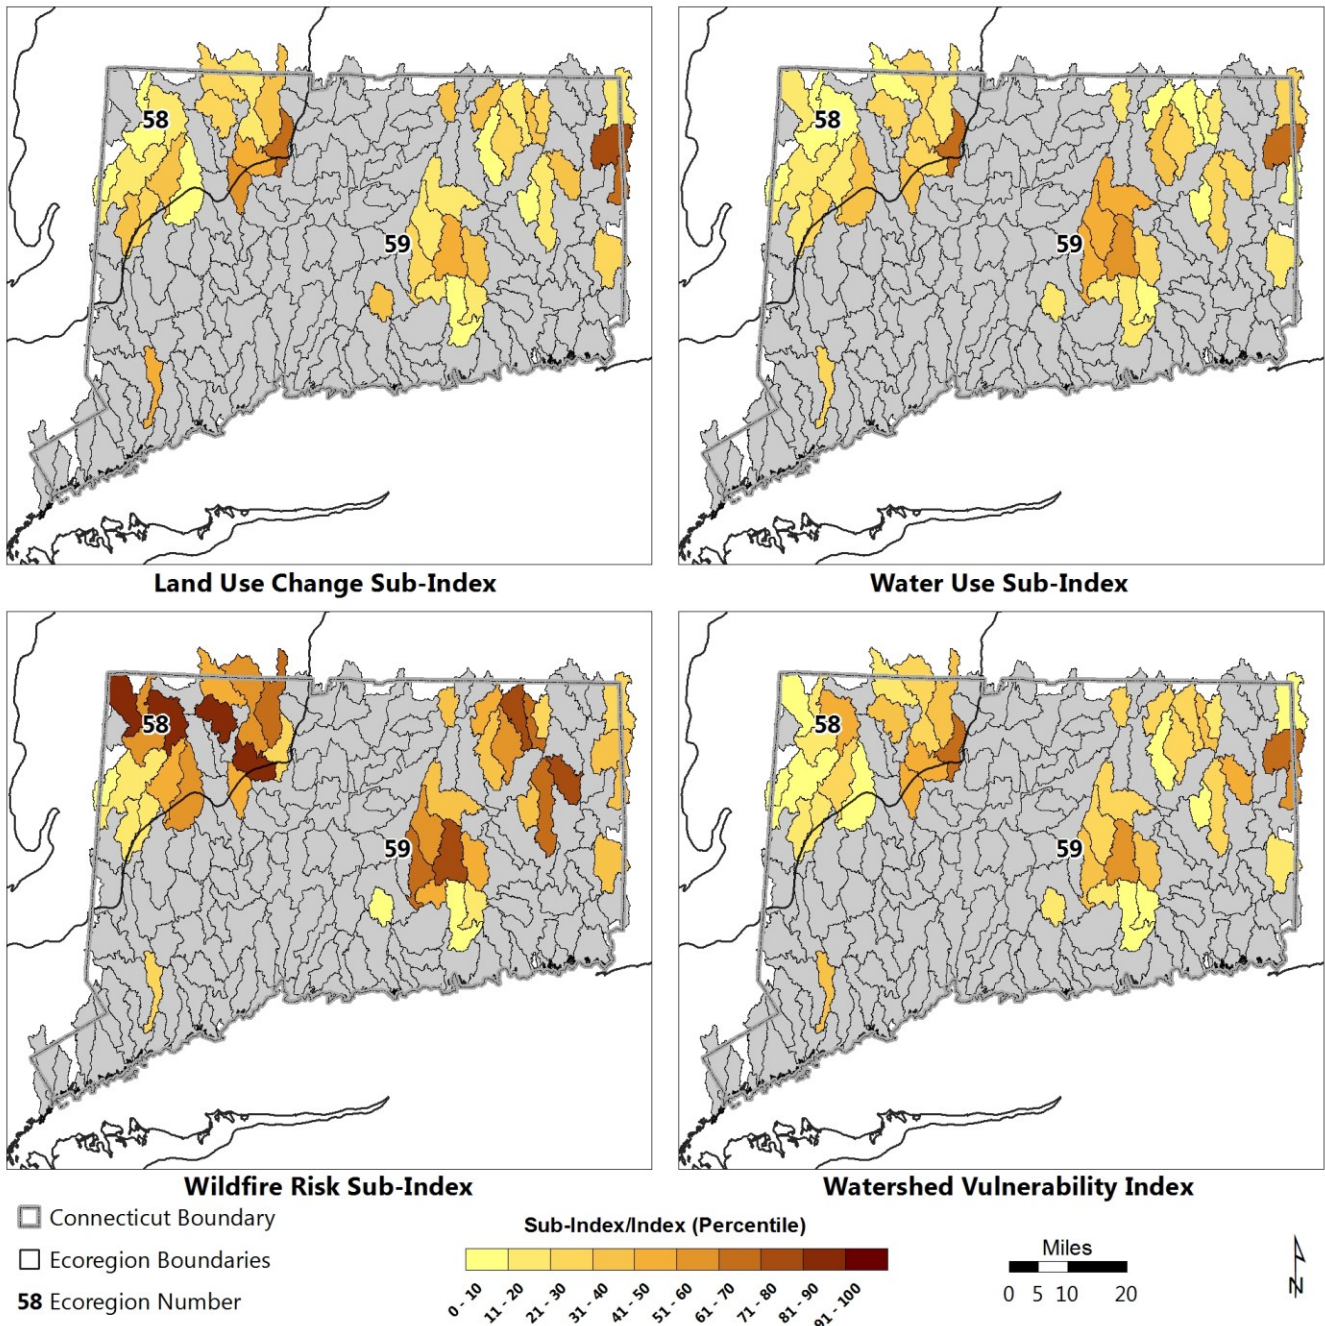 58
59
Land Use Change Sub-Index
58
59
Water Use Sub-Index
58
59
Wildfire Risk Sub-Index
58
59
Watershed Vulnerability Index
Connecticut Boundary
Ecoregion Boundaries
58 Ecoregion Number
Sub-Index/Index (Percentile)
0 - 10
11 - 20
21 - 30
31 - 40
41 - 50
51 - 60
61 - 70
71 - 80
81 - 90
91 - 100
Miles
0 5 10 20
N